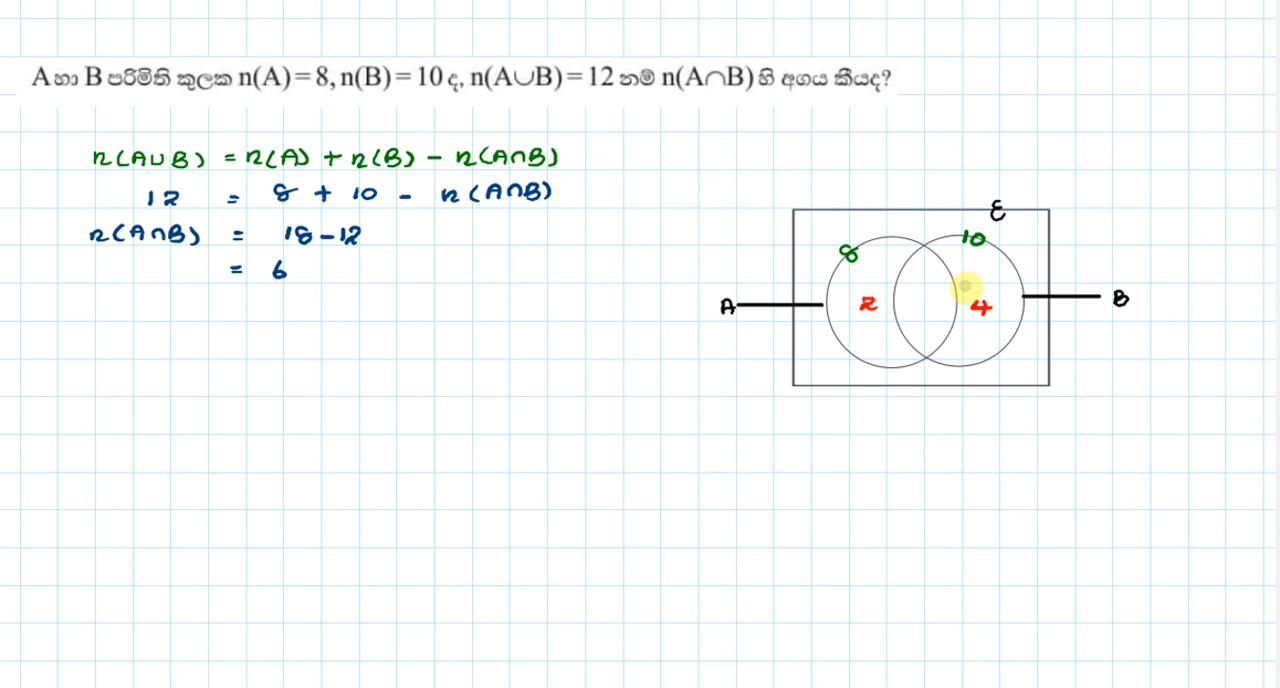 A හා B පරිමිති කුලක n(A) = 8, n(B) = 10 ද, n(A∪B) = 12 නම් n(A∩B) හි අගය කීයද?
n(A∪B) = n(A) + n(B) - n(A∩B)
12 = 8 + 10 - n(A∩B)
n(A∩B) = 18 - 12
= 6
ℰ
8
10
A
2
4
B